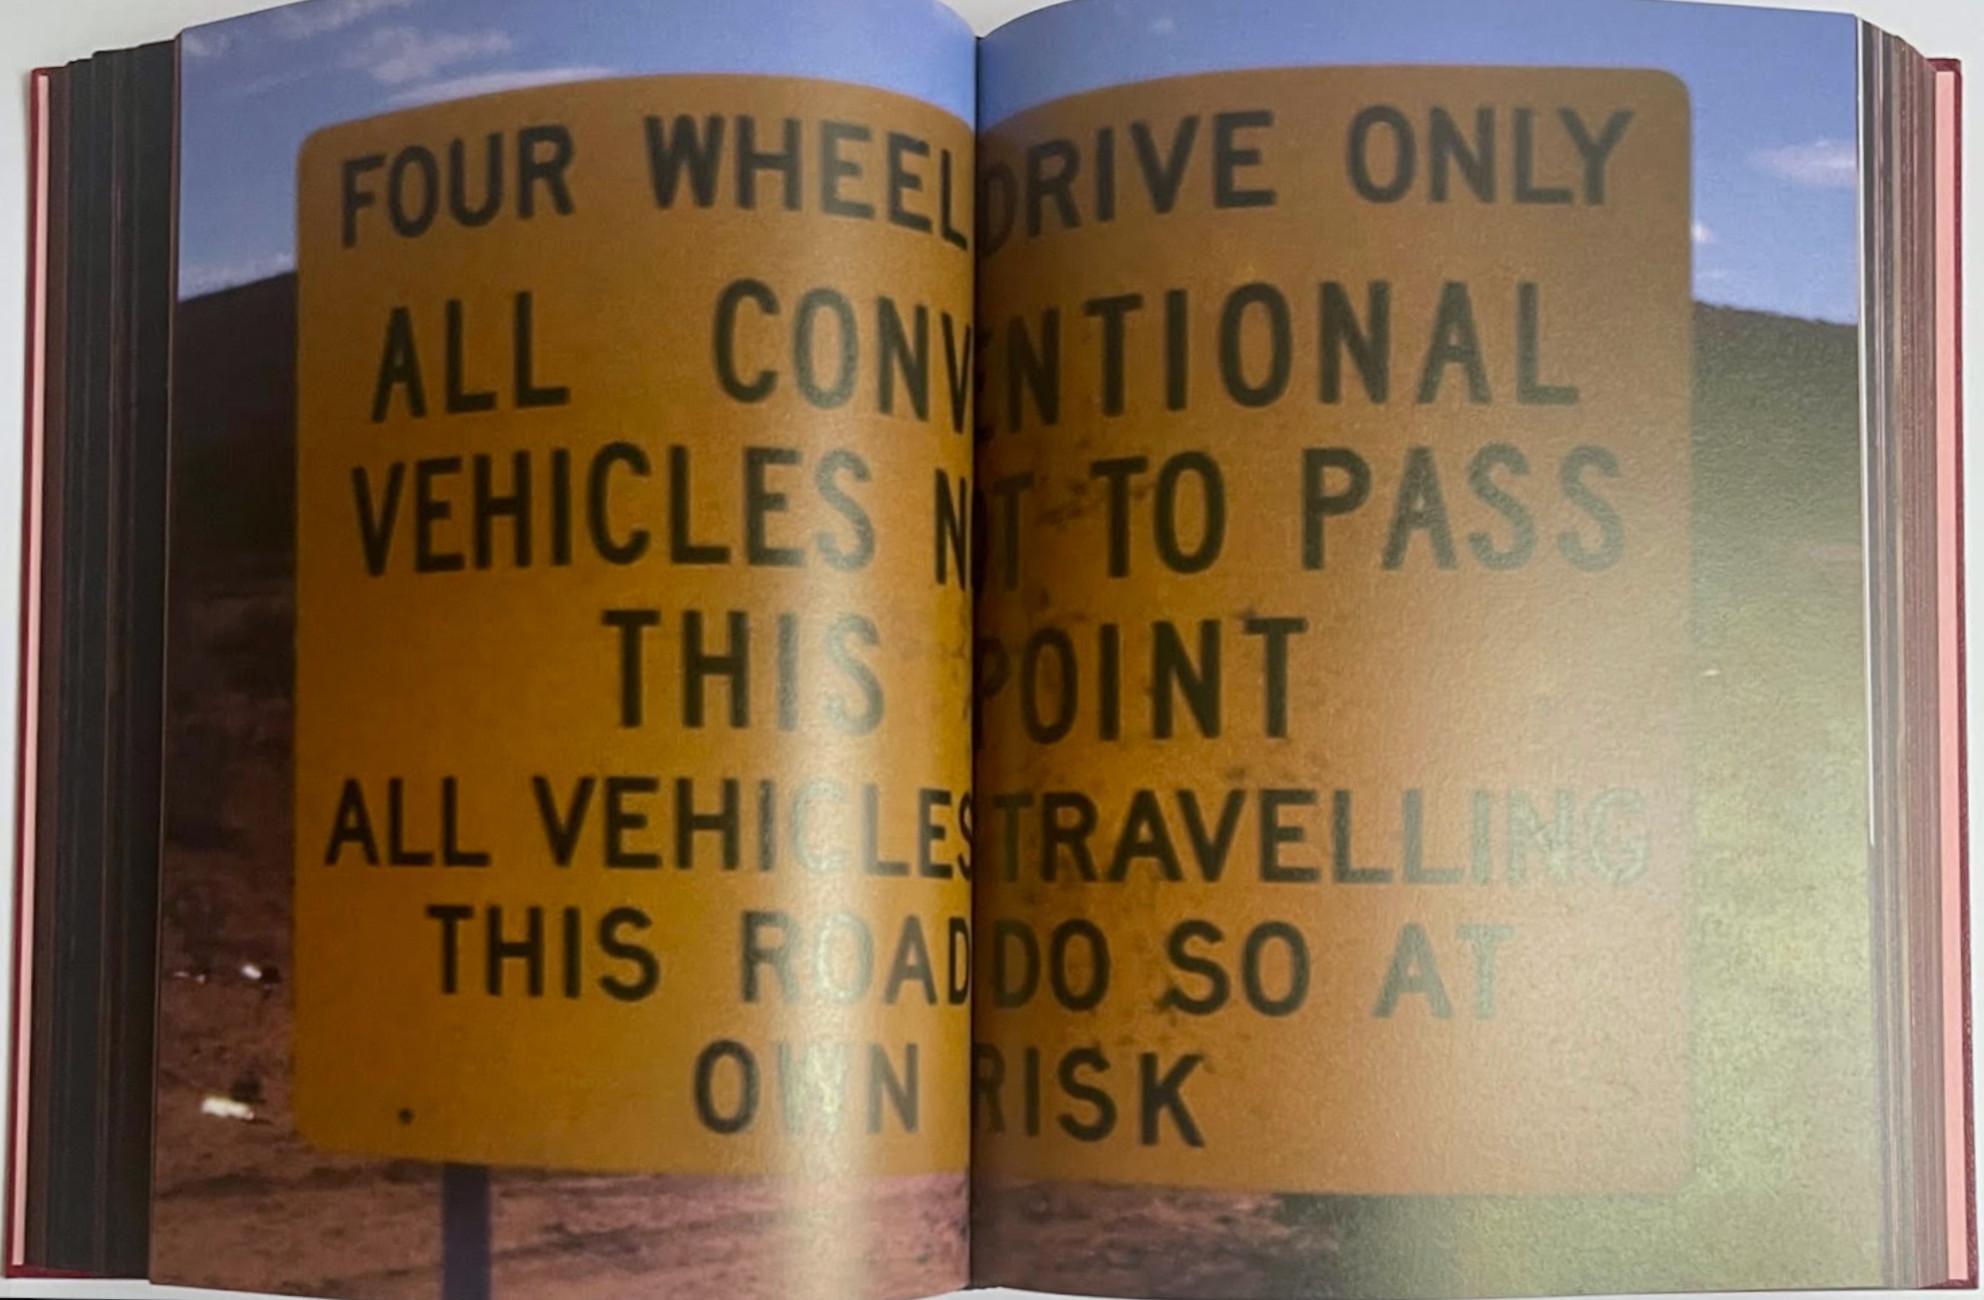 FOUR WHEEL DRIVE ONLY
ALL CONVENTIONAL
VEHICLES NOT TO PASS
THIS POINT
ALL VEHICLES TRAVELLING
THIS ROAD DO SO AT
OWN RISK